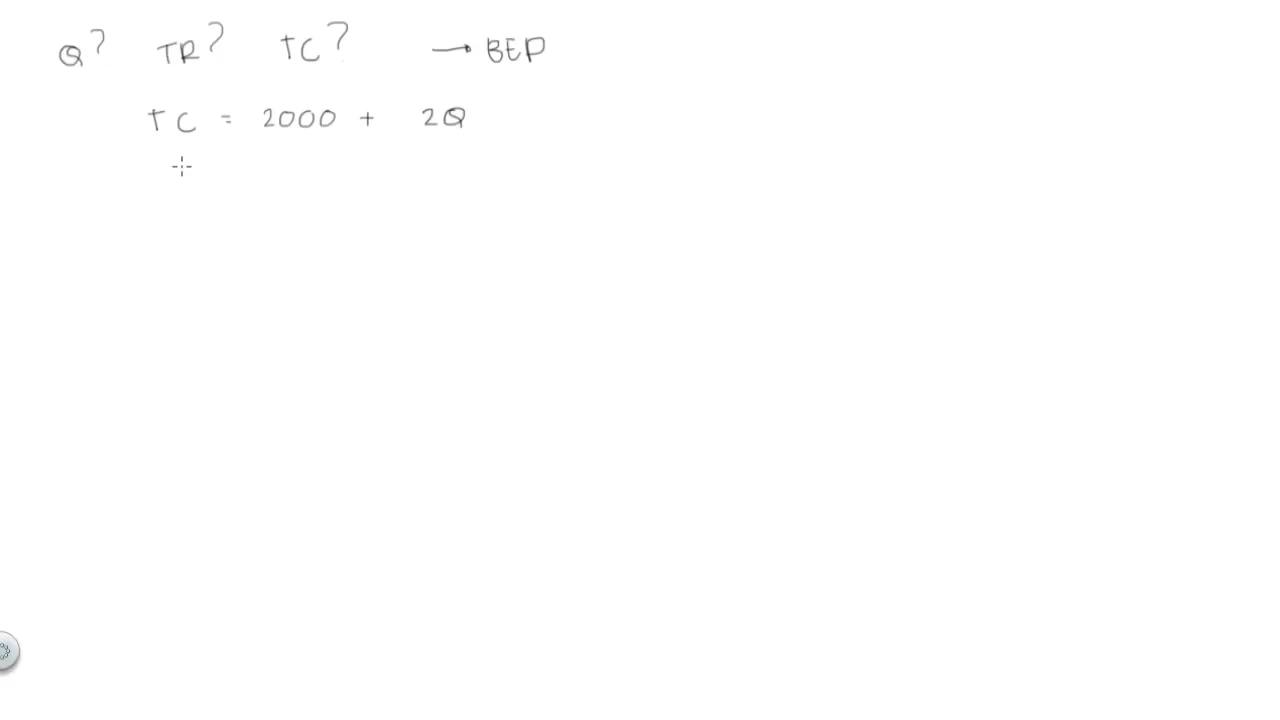 Q? TR? TC? → BEP
TC = 2000 + 2Q